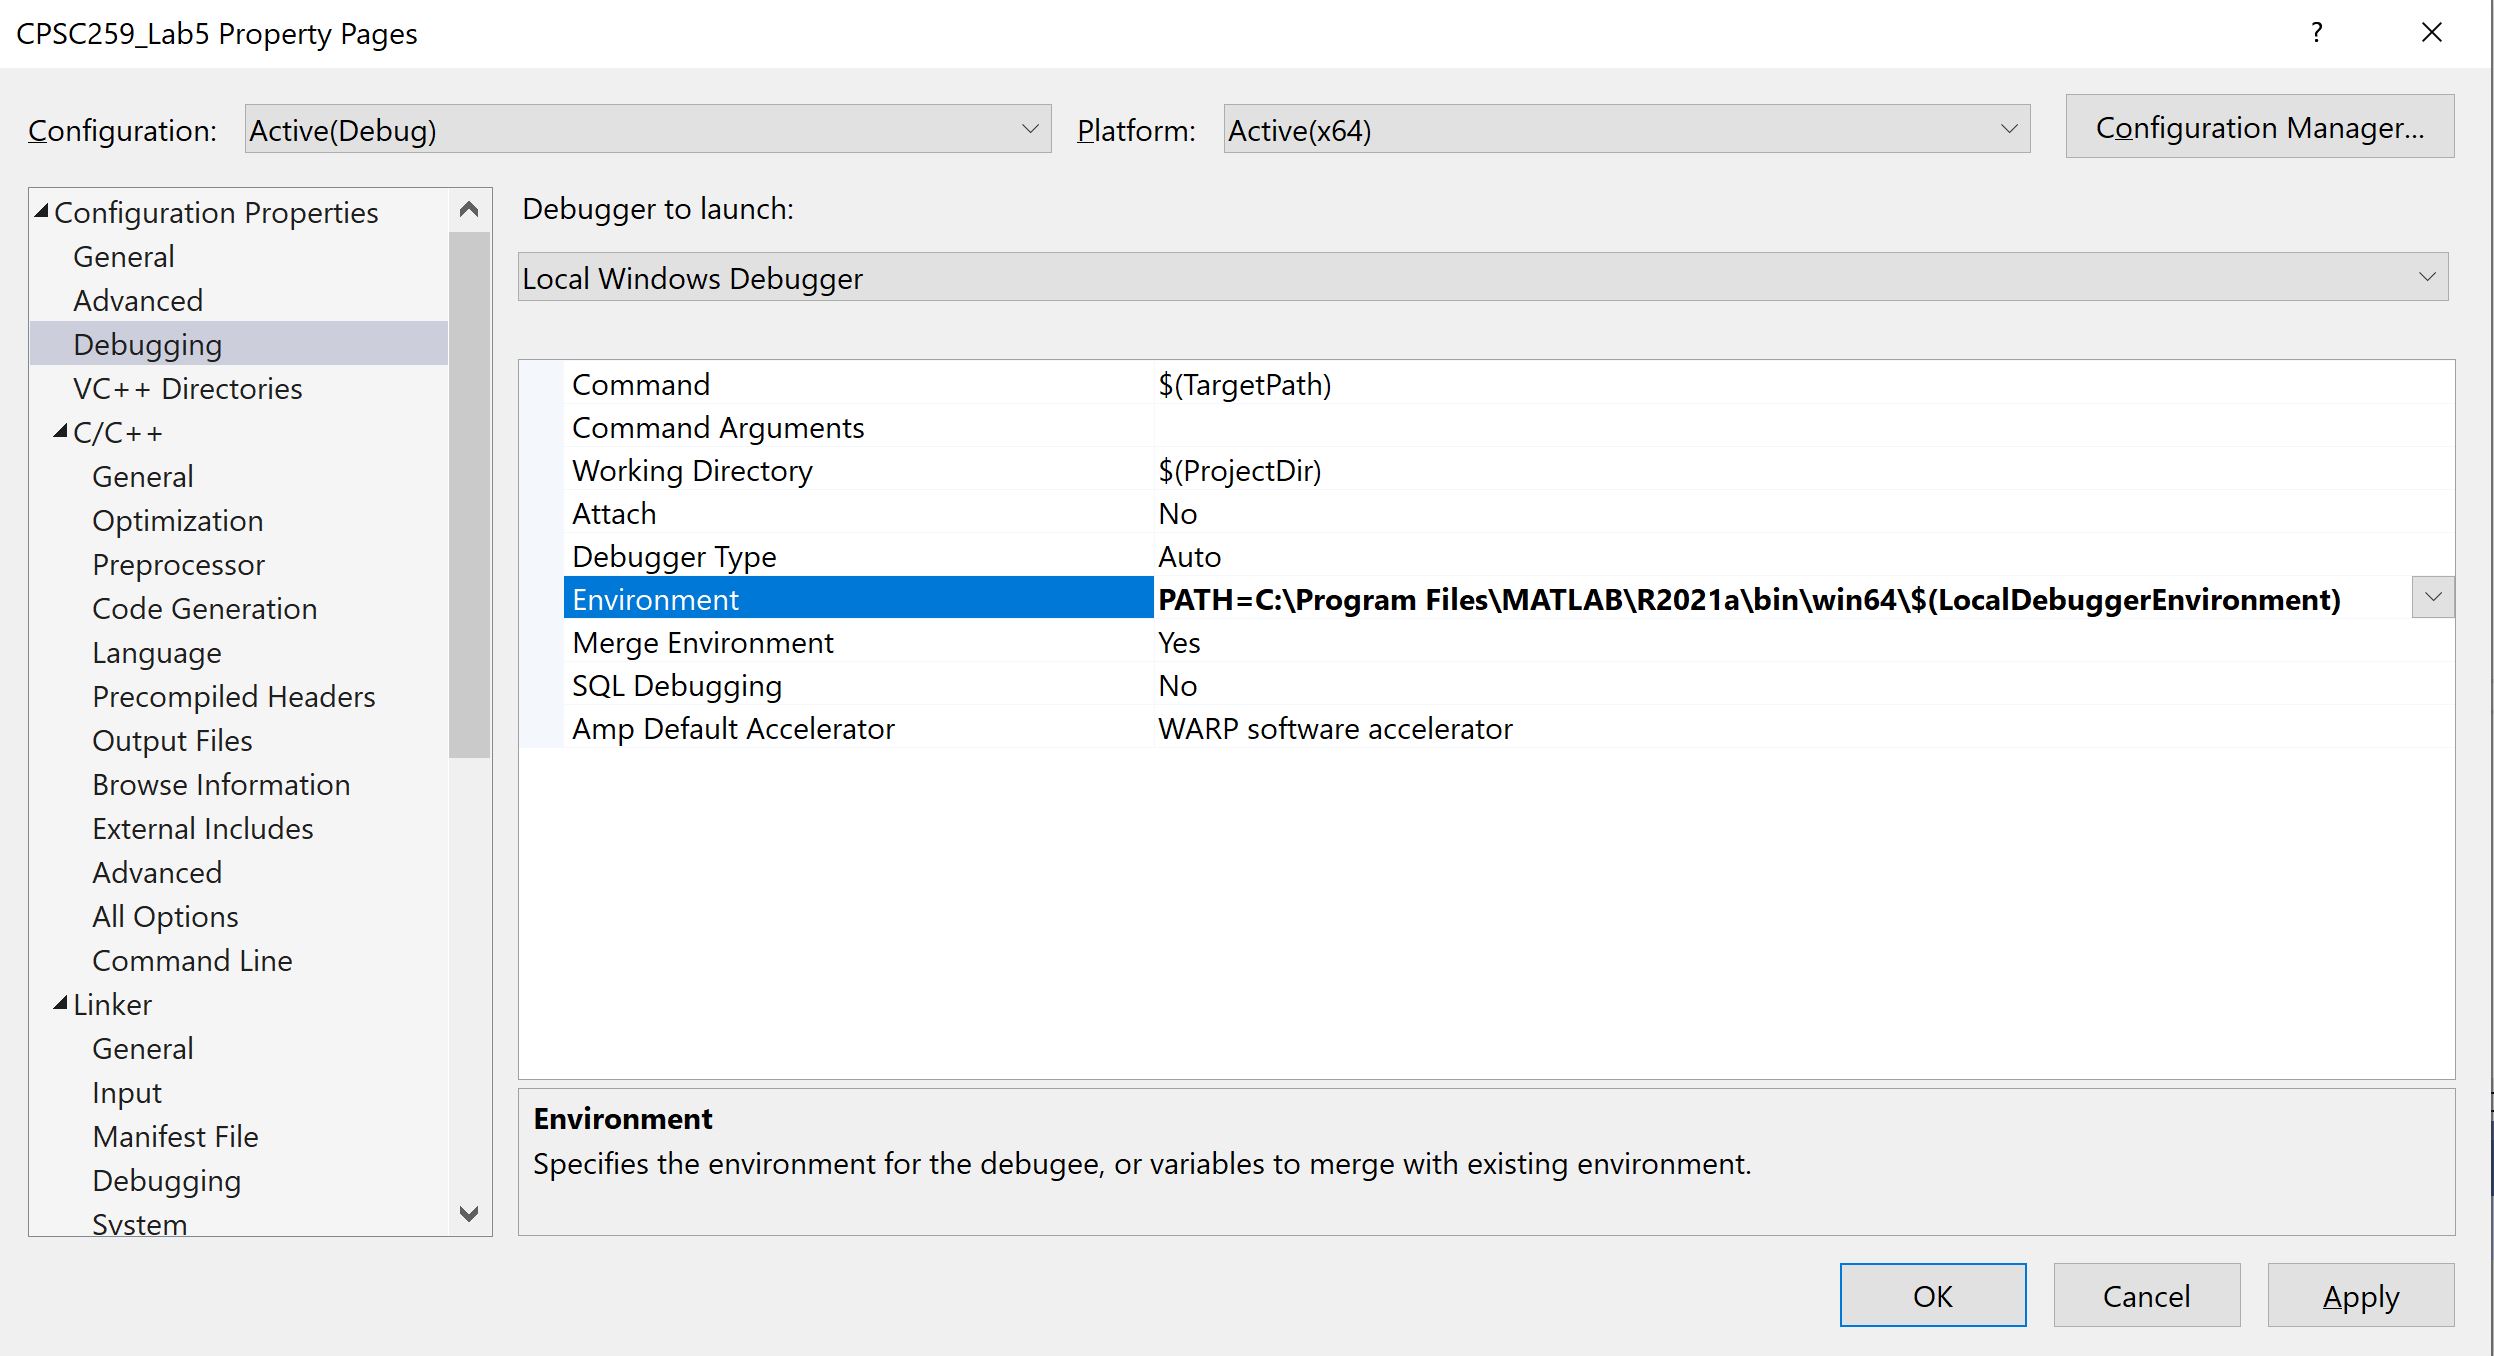 CPSC259_Lab5 Property Pages
?
Configuration: Active(Debug) Platform: Active(x64) Configuration Manager...
Configuration Properties
General
Advanced
Debugging
VC++ Directories
C/C++
General
Optimization
Preprocessor
Code Generation
Language
Precompiled Headers
Output Files
Browse Information
External Includes
Advanced
All Options
Command Line
Linker
General
Input
Manifest File
Debugging
System
Debugger to launch:
Local Windows Debugger
Command $(TargetPath)
Command Arguments
Working Directory $(ProjectDir)
Attach No
Debugger Type Auto
Environment PATH=C:\Program Files\MATLAB\R2021a\bin\win64\$(LocalDebuggerEnvironment)
Merge Environment Yes
SQL Debugging No
Amp Default Accelerator WARP software accelerator
Environment
Specifies the environment for the debugee, or variables to merge with existing environment.
OK Cancel Apply